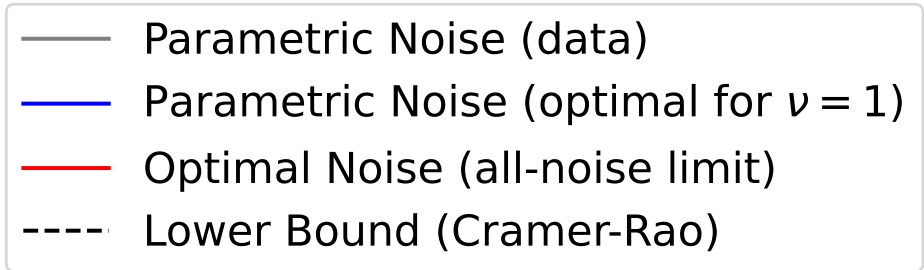 Parametric Noise (data)
Parametric Noise (optimal for ν = 1)
Optimal Noise (all-noise limit)
Lower Bound (Cramer-Rao)